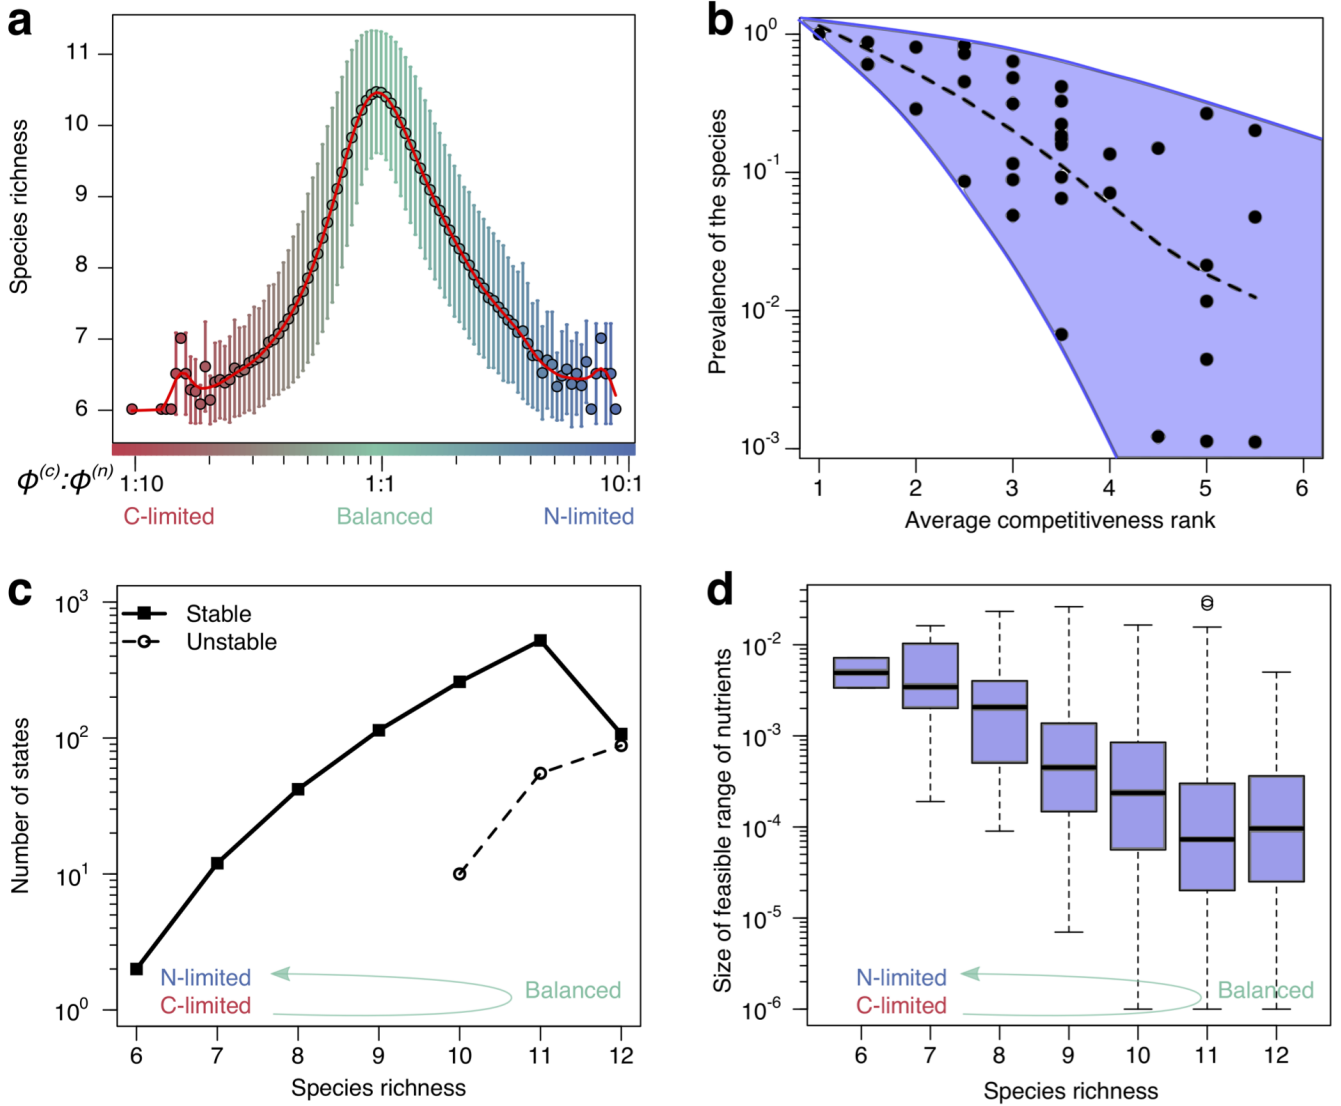 a
Species richness
11
10
9
8
7
6
ϕ(c):ϕ(n)
1:10
1:1
10:1
C-limited
Balanced
N-limited
b
Prevalence of the species
10^0
10^-1
10^-2
10^-3
1
2
3
4
5
6
Average competitiveness rank
c
Number of states
10^3
10^2
10^1
10^0
Stable
Unstable
N-limited
C-limited
Balanced
6
7
8
9
10
11
12
Species richness
d
Size of feasible range of nutrients
10^-2
10^-3
10^-4
10^-5
10^-6
N-limited
C-limited
Balanced
6
7
8
9
10
11
12
Species richness